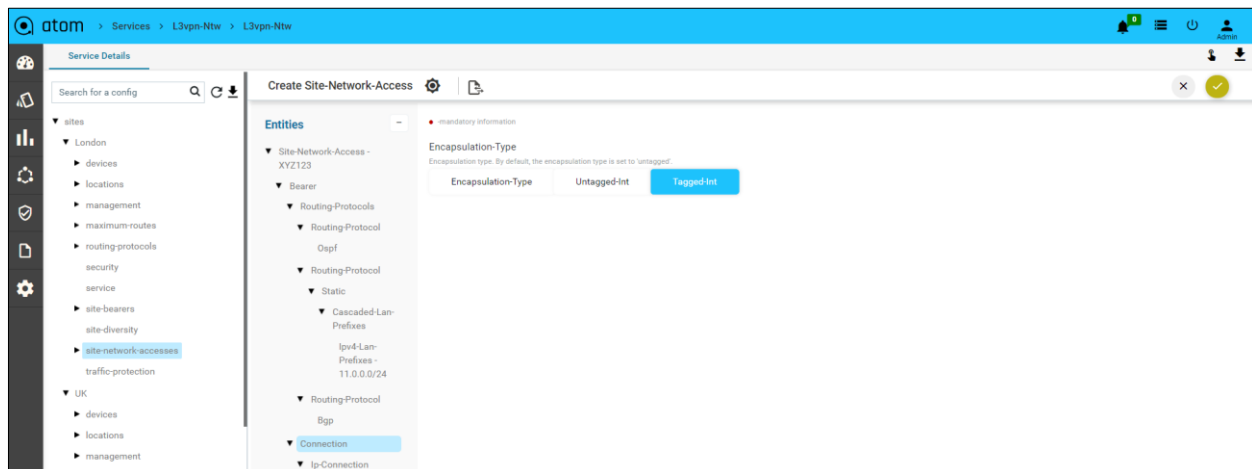 atom > Services > L3vpn-Ntw > L3vpn-Ntw
0
Admin
Service Details
Search for a config
sites
London
devices
locations
management
maximum-routes
routing-protocols
security
service
site-bearers
site-diversity
site-network-accesses
traffic-protection
UK
devices
locations
management
Create Site-Network-Access
Entities
Site-Network-Access -
XYZ123
Bearer
Routing-Protocols
Routing-Protocol
Ospf
Routing-Protocol
Static
Cascaded-Lan-
Prefixes
Ipv4-Lan-
Prefixes -
11.0.0.0/24
Routing-Protocol
Bgp
Connection
Ip-Connection
-mandatory information
Encapsulation-Type
Encapsulation type. By default, the encapsulation type is set to 'untagged'.
Encapsulation-Type Untagged-Int Tagged-Int